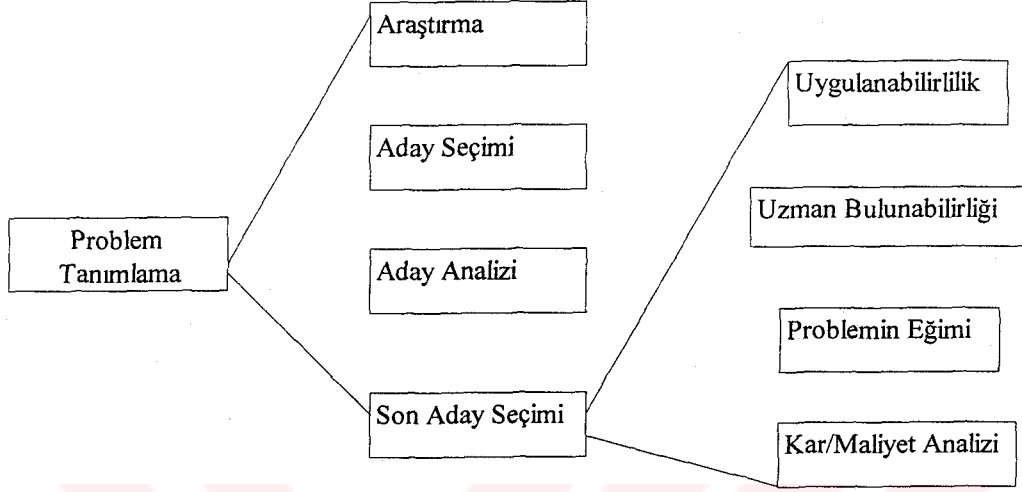 Araştırma
Aday Seçimi
Problem
Tanımlama
Aday Analizi
Son Aday Seçimi
Uygulanabilirlilik
Uzman Bulunabilirliği
Problemin Eğimi
Kar/Maliyet Analizi